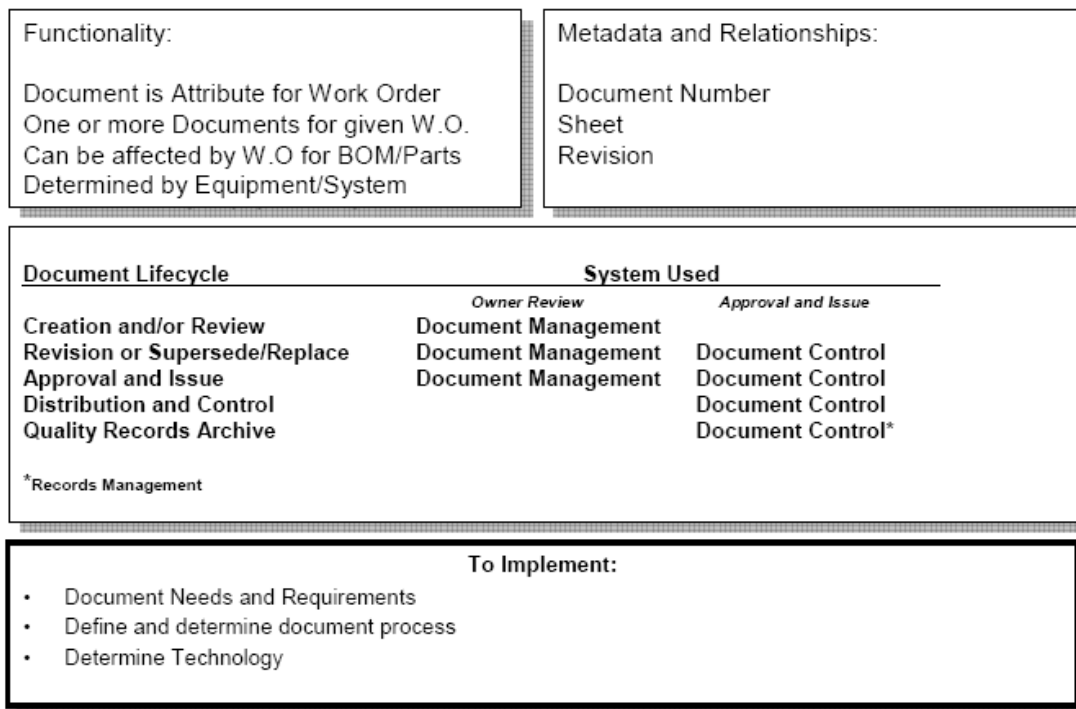 Functionality:
Document is Attribute for Work Order
One or more Documents for given W.O.
Can be affected by W.O for BOM/Parts
Determined by Equipment/System
Metadata and Relationships:
Document Number
Sheet
Revision
Document Lifecycle System Used
Owner Review Approval and Issue
Creation and/or Review Document Management
Revision or Supersede/Replace Document Management Document Control
Approval and Issue Document Management Document Control
Distribution and Control Document Control
Quality Records Archive Document Control*
*Records Management
To Implement:
• Document Needs and Requirements
• Define and determine document process
• Determine Technology